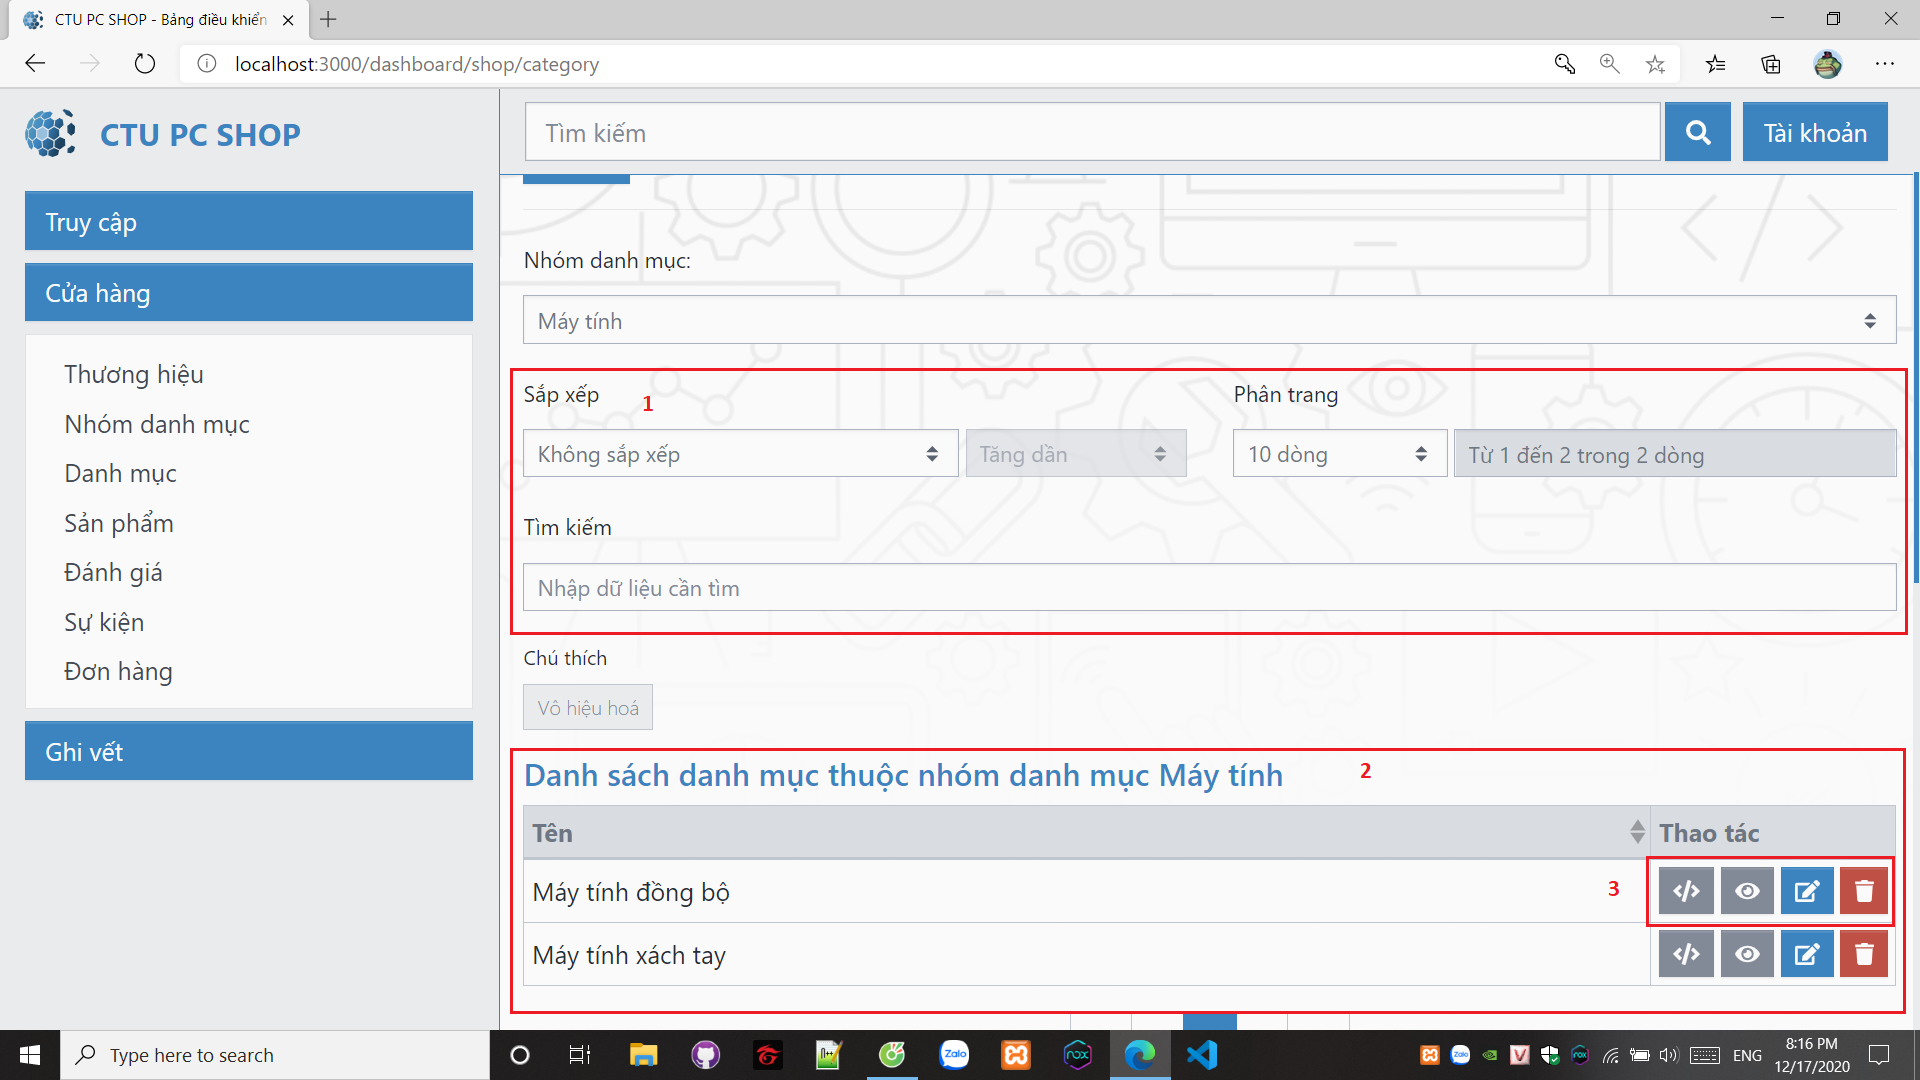 CTU PC SHOP - Bảng điều khiển
localhost:3000/dashboard/shop/category
CTU PC SHOP
Tìm kiếm
Tài khoản
Truy cập
Cửa hàng
Thương hiệu
Nhóm danh mục
Danh mục
Sản phẩm
Đánh giá
Sự kiện
Đơn hàng
Ghi vết
Nhóm danh mục:
Máy tính
Sắp xếp
1
Phân trang
Không sắp xếp
Tăng dần
10 dòng
Từ 1 đến 2 trong 2 dòng
Tìm kiếm
Nhập dữ liệu cần tìm
Chú thích
Vô hiệu hoá
Danh sách danh mục thuộc nhóm danh mục Máy tính
2
Tên
Thao tác
Máy tính đồng bộ
3
Máy tính xách tay
Type here to search
Zalo
nox
ENG
8:16 PM
12/17/2020